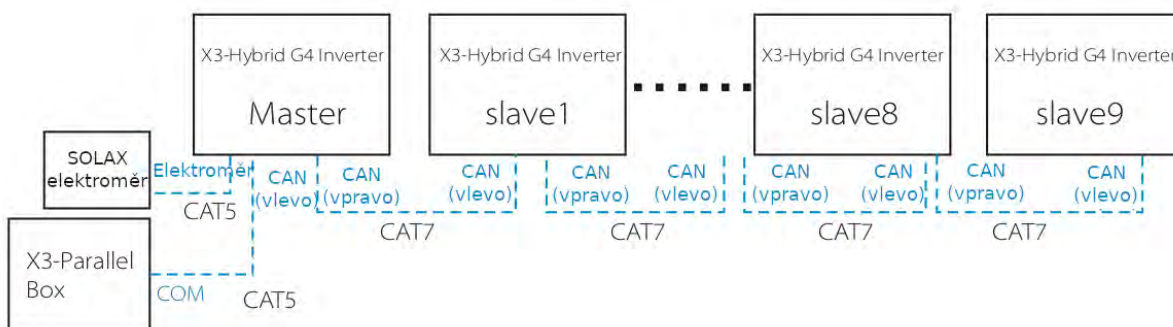 X3-Hybrid G4 Inverter
Master
X3-Hybrid G4 Inverter
slave1
X3-Hybrid G4 Inverter
slave8
X3-Hybrid G4 Inverter
slave9
SOLAX
elektroměr
Elektroměr
CAT5
CAN
(vlevo)
CAN
(vpravo)
CAN
(vlevo)
CAT7
CAN
(vpravo)
CAN
(vlevo)
CAT7
CAN
(vpravo)
CAN
(vlevo)
CAT7
CAN
(vpravo)
CAN
(vlevo)
CAT7
X3-Parallel
Box
COM
CAT5